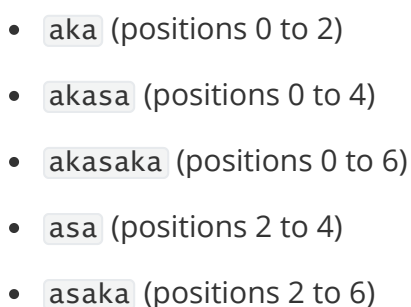 • aka (positions 0 to 2)
• akasa (positions 0 to 4)
• akasaka (positions 0 to 6)
• asa (positions 2 to 4)
• asaka (positions 2 to 6)